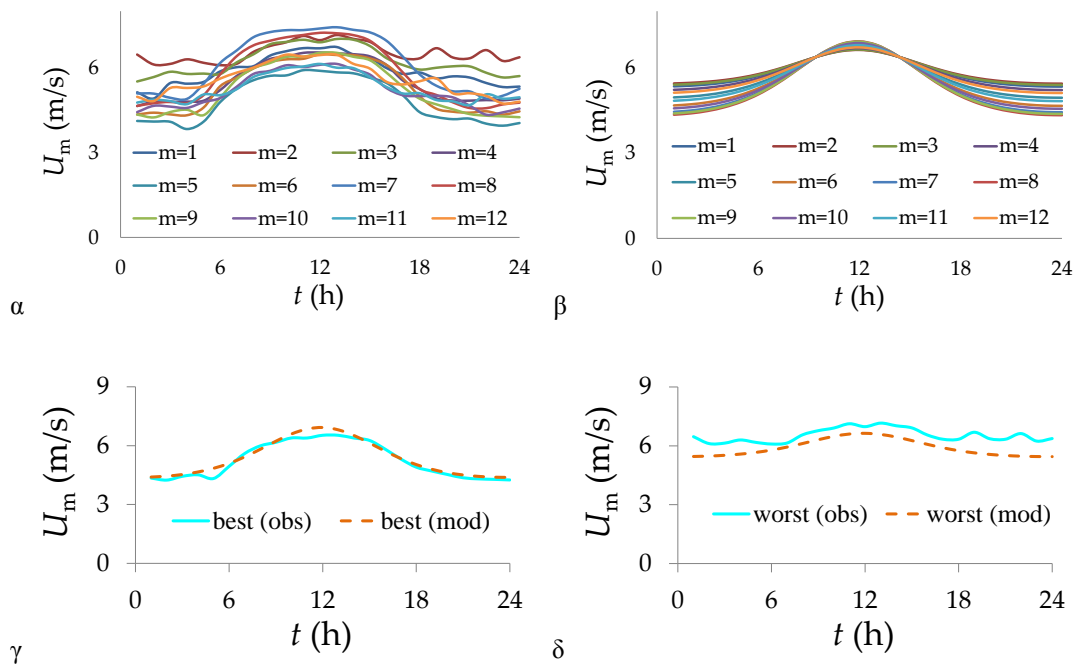 6
3
0
U_m (m/s)
m=1 m=2 m=3 m=4
m=5 m=6 m=7 m=8
m=9 m=10 m=11 m=12
0 6 12 18 24
t (h)
α
6
3
0
U_m (m/s)
m=1 m=2 m=3 m=4
m=5 m=6 m=7 m=8
m=9 m=10 m=11 m=12
0 6 12 18 24
t (h)
β
9
6
3
0
U_m (m/s)
best (obs) best (mod)
0 6 12 18 24
t (h)
γ
9
6
3
0
U_m (m/s)
worst (obs) worst (mod)
0 6 12 18 24
t (h)
δ